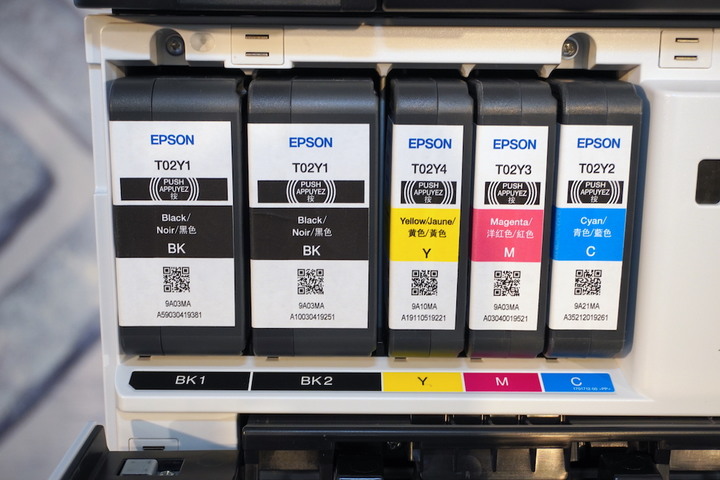 EPSON
T02Y1
PUSH
APPUYEZ
按
Black/
Noir/黑色
BK
9A03MA
A59030419381
EPSON
T02Y1
PUSH
APPUYEZ
按
Black/
Noir/黑色
BK
9A03MA
A10030419251
EPSON
T02Y4
PUSH
APPUYEZ
按
Yellow/Jaune/
黄色/黃色
Y
9A10MA
A19110519221
EPSON
T02Y3
PUSH
APPUYEZ
按
Magenta/
洋红色/紅色
M
9A03MA
A03040019521
EPSON
T02Y2
PUSH
APPUYEZ
按
Cyan/
青色/藍色
C
9A21MA
A35212019261
BK1
BK2
Y
M
C